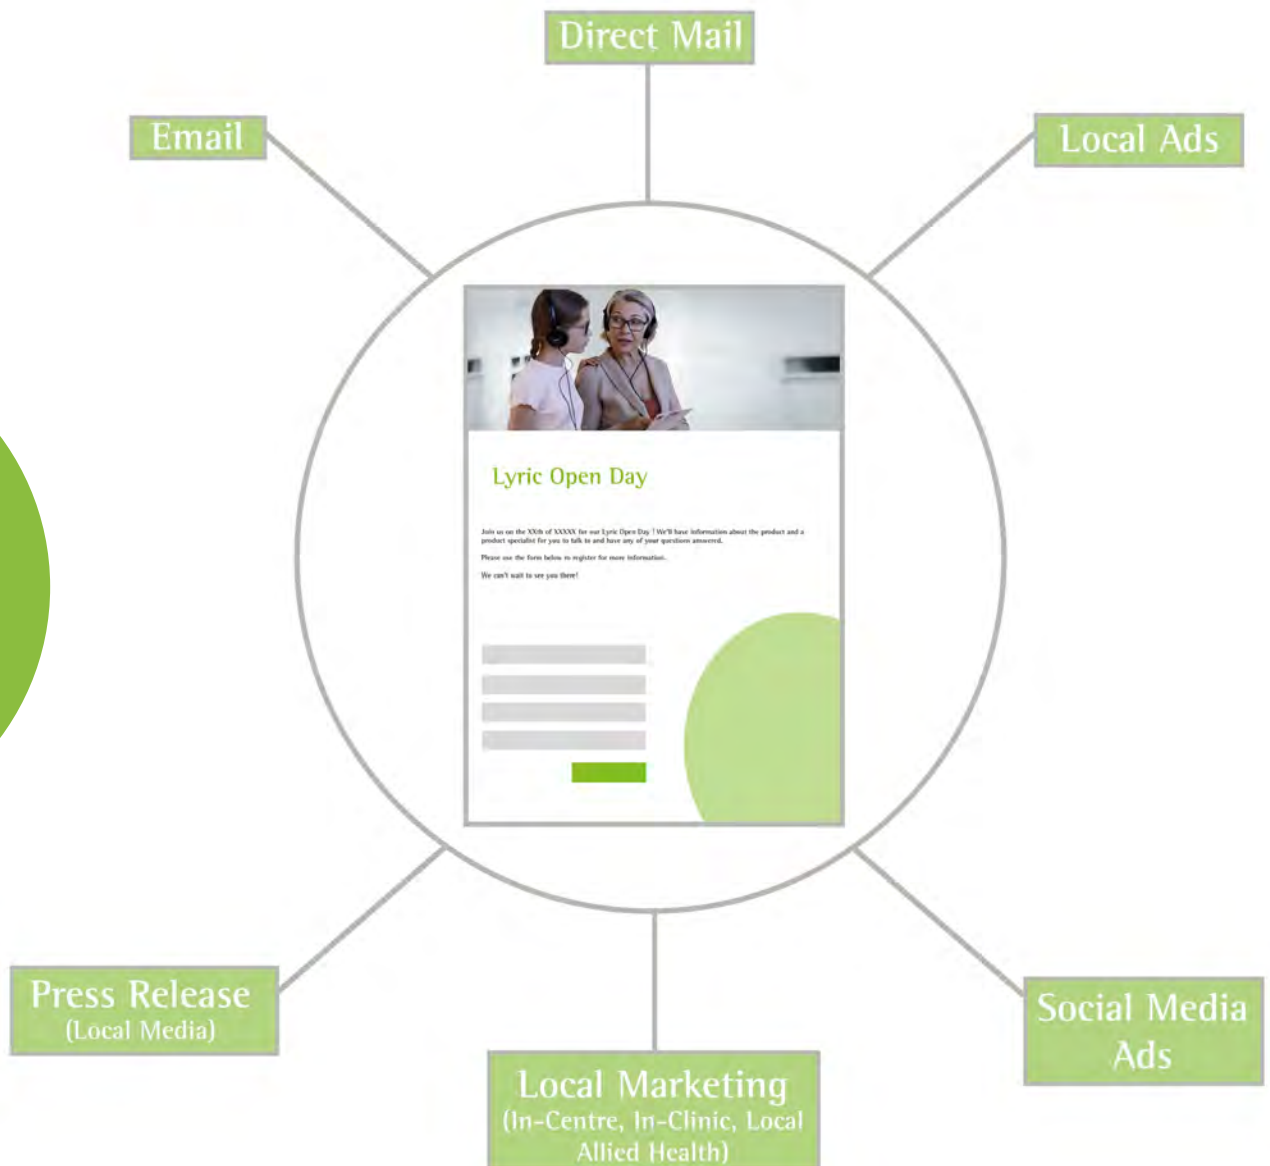 Direct Mail
Email
Local Ads
Lyric Open Day
Join us on the XXth of XXXXX for our Lyric Open Day ! We'll have information about the product and a
product specialist for you to talk to and have any of your questions answered.
Please use the form below to register for more information.
We can't wait to see you there!
Press Release
(Local Media)
Social Media
Ads
Local Marketing
(In-Centre, In-Clinic, Local
Allied Health)